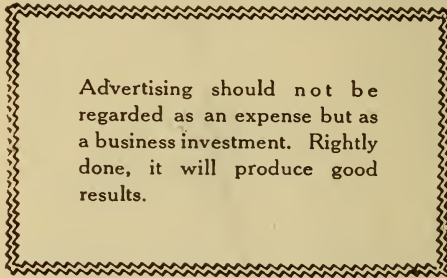 Advertising should not be
regarded as an expense but as
a business investment. Rightly
done, it will produce good
results.